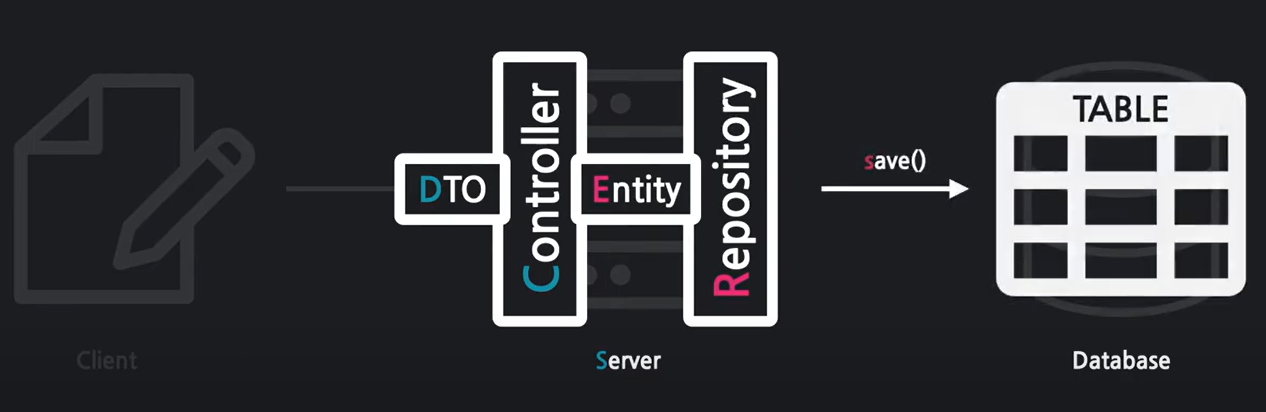 DTO
Controller
Entity
Repository
save()
TABLE
Client
Server
Database